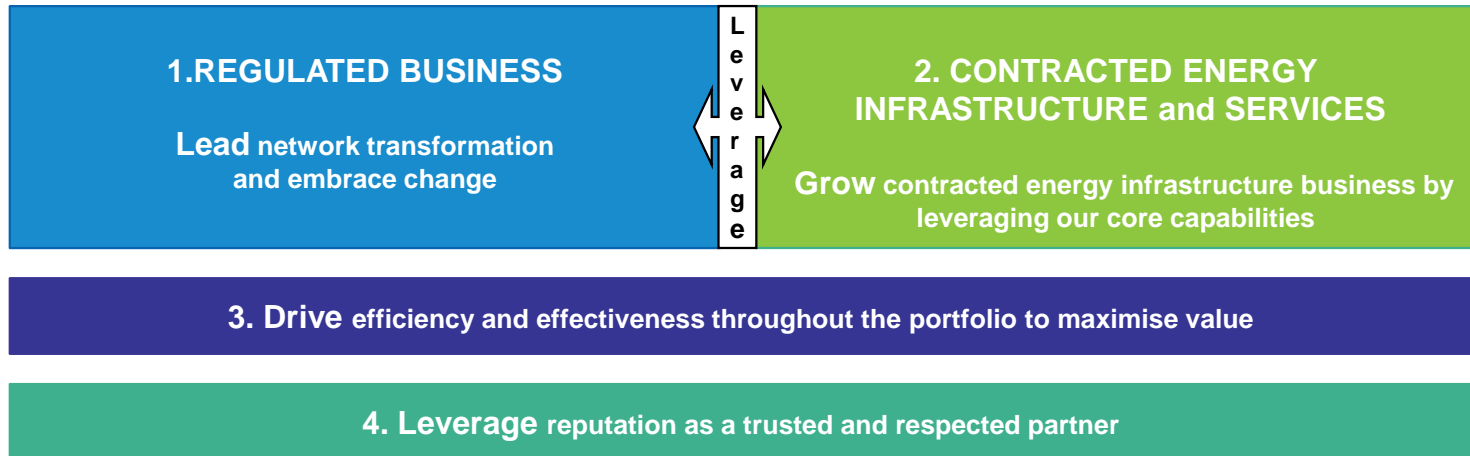 1.REGULATED BUSINESS
Lead network transformation
and embrace change
Leverage
2. CONTRACTED ENERGY
INFRASTRUCTURE and SERVICES
Grow contracted energy infrastructure business by
leveraging our core capabilities
3. Drive efficiency and effectiveness throughout the portfolio to maximise value
4. Leverage reputation as a trusted and respected partner